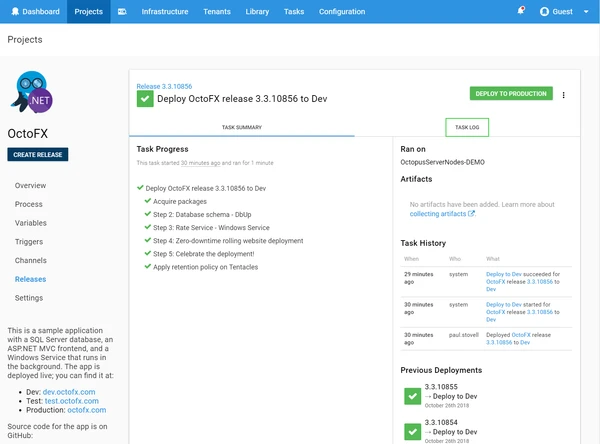 Dashboard Projects Infrastructure Tenants Library Tasks Configuration Guest
Projects
.NET
OctoFX
CREATE RELEASE
Overview
Process
Variables
Triggers
Channels
Releases
Settings
This is a sample application
with a SQL Server database, an
ASP.NET MVC frontend, and a
Windows Service that runs in
the background. The app is
deployed live; you can find it at:
Dev: dev.octofx.com
Test: test.octofx.com
Production: octofx.com
Source code for the app is on
GitHub:
Release 3.3.10856
Deploy OctoFX release 3.3.10856 to Dev
DEPLOY TO PRODUCTION
TASK SUMMARY
TASK LOG
Task Progress
This task started 30 minutes ago and ran for 1 minute
Deploy OctoFX release 3.3.10856 to Dev
Acquire packages
Step 2: Database schema - DbUp
Step 3: Rate Service - Windows Service
Step 4: Zero-downtime rolling website deployment
Step 5: Celebrate the deployment!
Apply retention policy on Tentacles
Ran on
OctopusServerNodes-DEMO
Artifacts
No artifacts have been added. Learn more about
collecting artifacts.
Task History
When Who What
29 minutes ago system Deploy to Dev succeeded for
OctoFX release 3.3.10856 to
Dev
30 minutes ago system Deploy to Dev started for
OctoFX release 3.3.10856 to
Dev
30 minutes ago paul.stovell Deployed OctoFX release
3.3.10856 to Dev
Previous Deployments
3.3.10855
→ Deploy to Dev
October 26th 2018
3.3.10854
→ Deploy to Dev
October 26th 2018